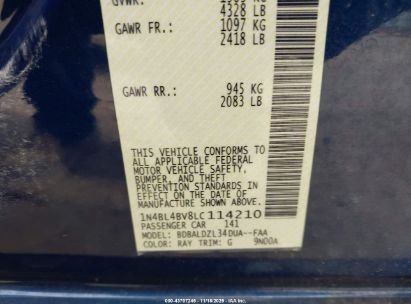 GVWR:
4328 LB
GAWR FR.: 1097 KG
2418 LB
GAWR RR.: 945 KG
2083 LB
THIS VEHICLE CONFORMS TO
ALL APPLICABLE FEDERAL
MOTOR VEHICLE SAFETY,
BUMPER, AND THEFT
PREVENTION STANDARDS IN
EFFECT ON THE DATE OF
MANUFACTURE SHOWN ABOVE.
1N4BL4BV8LC114210
PASSENGER CAR 141
MODEL: BDBALDZL34DUA--FAA
COLOR: RAY TRIM: G 9N00A